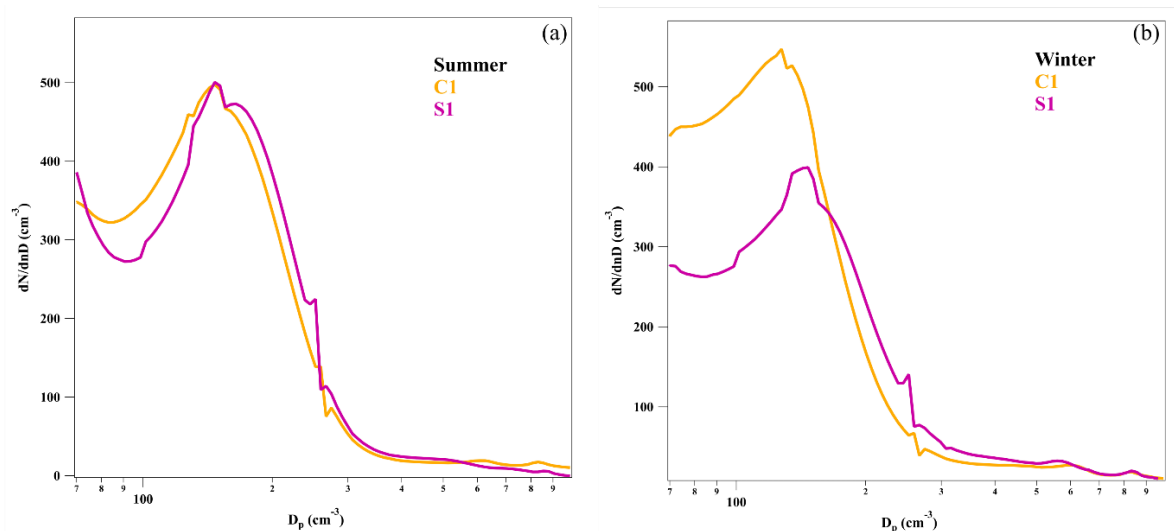 (a)
Summer
C1
S1
500
400
300
200
100
0
dN/dnD (cm-3)
7 8 9 100 2 3 4 5 6 7 8 9
Dp (cm-3)
(b)
Winter
C1
S1
500
400
300
200
100
dN/dnD (cm-3)
7 8 9 100 2 3 4 5 6 7 8 9
Dp (cm-3)